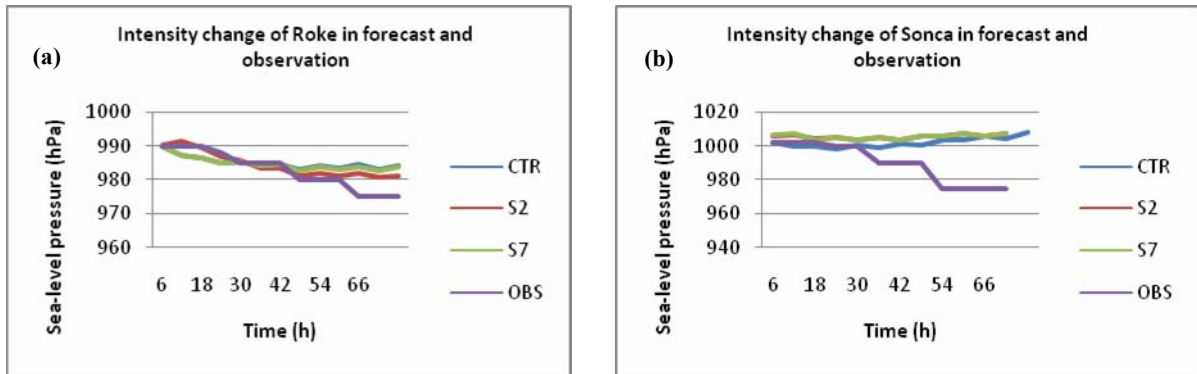 (a)
Intensity change of Roke in forecast and
observation
Sea-level pressure (hPa)
1000
990
980
970
960
6 18 30 42 54 66
Time (h)
CTR
S2
S7
OBS
(b)
Intensity change of Sonca in forecast and
observation
Sea-level pressure (hPa)
1020
1000
980
960
940
6 18 30 42 54 66
Time (h)
CTR
S2
S7
OBS